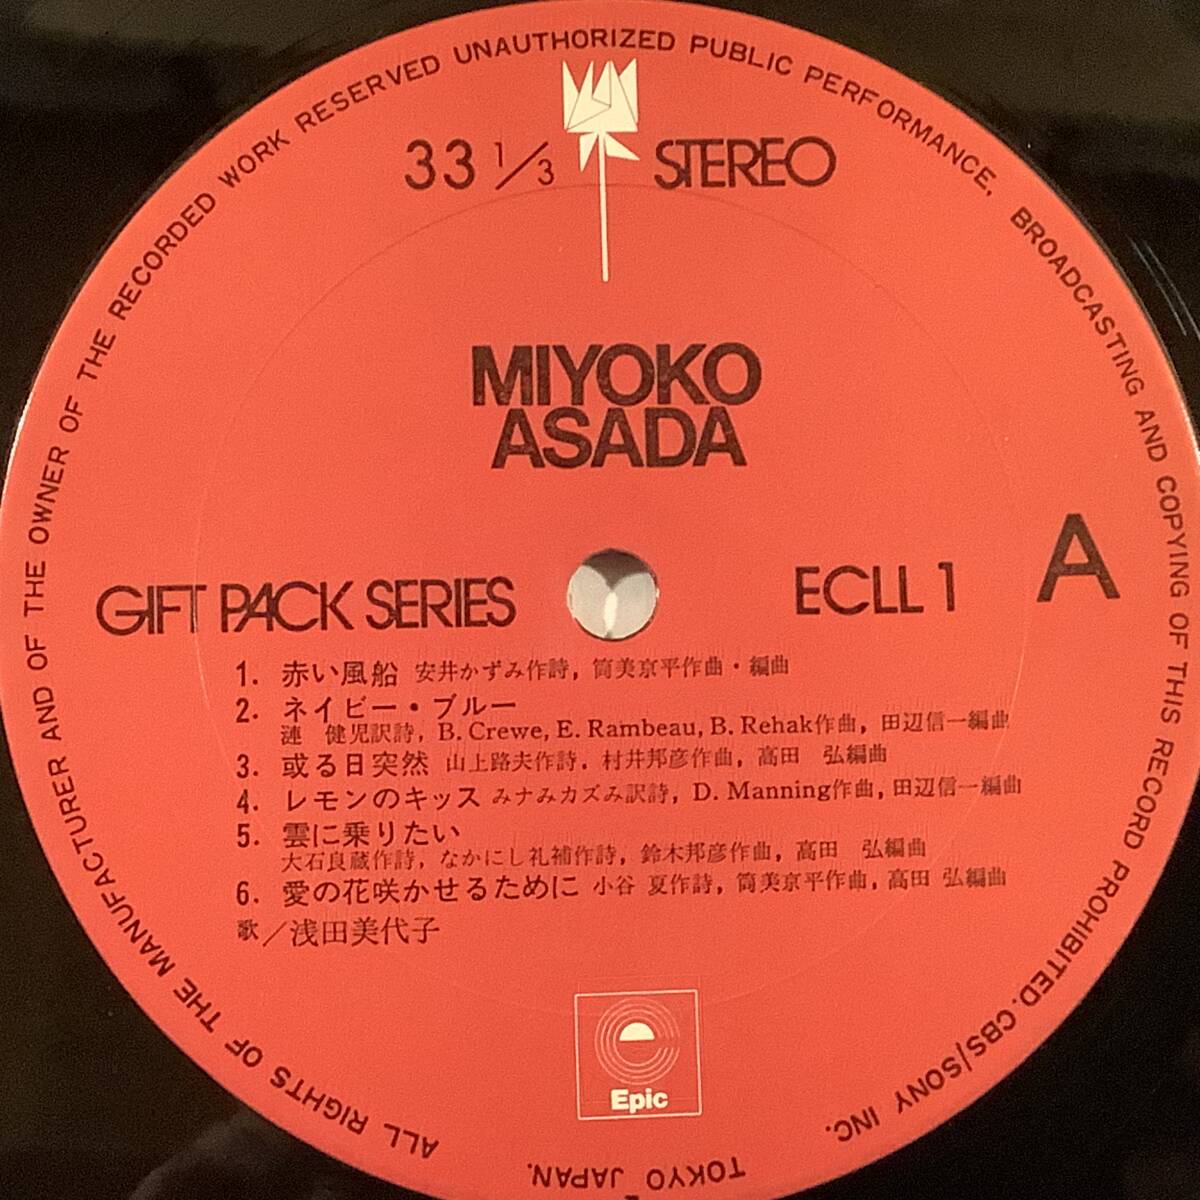 ALL RIGHTS OF THE MANUFACTURER AND OF THE OWNER OF THE RECORDED WORK RESERVED UNAUTHORIZED PUBLIC PERFORMANCE, BROADCASTING AND COPYING OF THIS RECORD PROHIBITED. CBS/SONY INC. TOKYO JAPAN.
33 1/3 STEREO
MIYOKO
ASADA
GIFT PACK SERIES ECLL 1 A
1. 赤い風船 安井かずみ作詩, 筒美京平作曲・編曲
2. ネイビー・ブルー
漣 健児訳詩, B. Crewe, E. Rambeau, B. Rehak作曲, 田辺信一編曲
3. 或る日突然 山上路夫作詩, 村井邦彦作曲, 高田 弘編曲
4. レモンのキッス みナみカズみ訳詩, D. Manning作曲, 田辺信一編曲
5. 雲に乗りたい
大石良蔵作詩, なかにし礼補作詩, 鈴木邦彦作曲, 高田 弘編曲
6. 愛の花咲かせるために 小谷 夏作詩, 筒美京平作曲, 高田 弘編曲
歌／浅田美代子
Epic